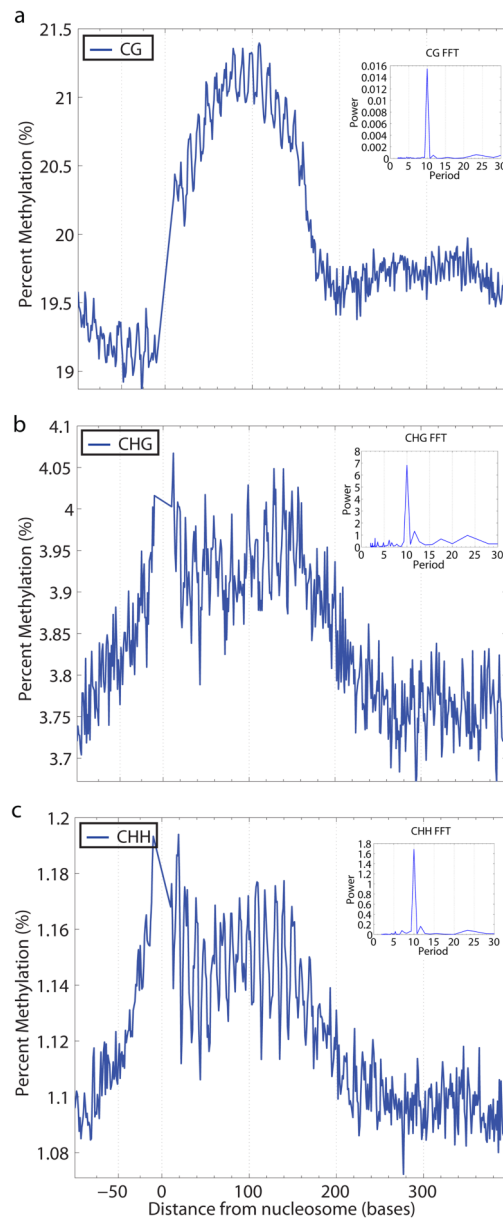 a
21.5
CG
21
20.5
20
19.5
19
Percent Methylation (%)
CG FFT
0.016
0.014
0.012
0.01
0.008
0.006
0.004
0.002
0
Power
0 5 10 15 20 25 30
Period
b
4.1
CHG
4.05
4
3.95
3.9
3.85
3.8
3.75
3.7
Percent Methylation (%)
CHG FFT
8
7
6
5
4
3
2
1
0
Power
0 5 10 15 20 25 30
Period
c
1.2
CHH
1.18
1.16
1.14
1.12
1.1
1.08
Percent Methylation (%)
CHH FFT
1.8
1.6
1.4
1.2
1
0.8
0.6
0.4
0.2
0
Power
0 5 10 15 20 25 30
Period
−50 0 100 200 300
Distance from nucleosome (bases)